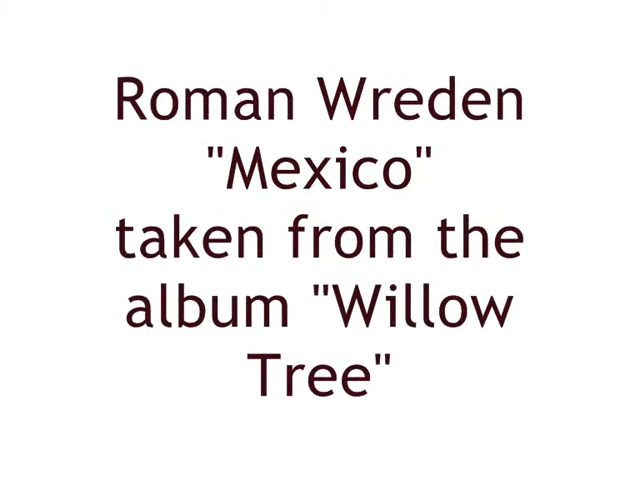 Roman Wreden
"Mexico"
taken from the
album "Willow
Tree"